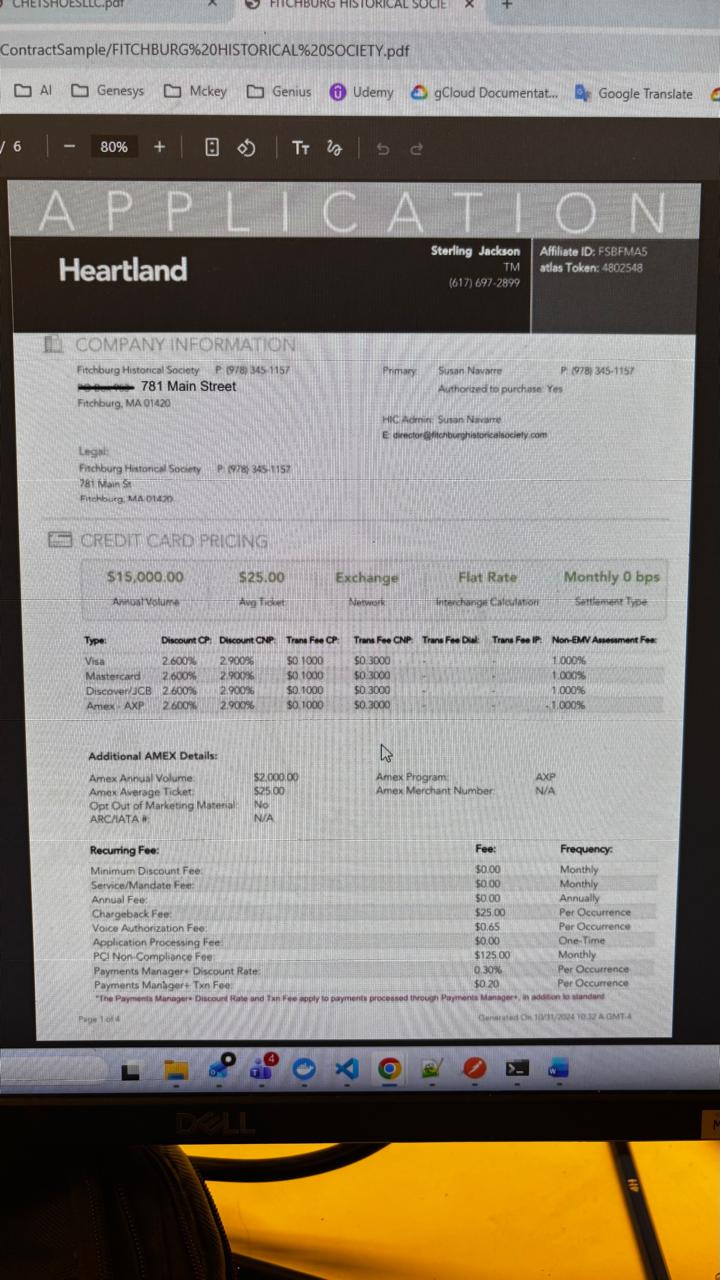 CHETSHOESLLC.pdf
FITCHBURG HISTORICAL SOCIE
ContractSample/FITCHBURG%20HISTORICAL%20SOCIETY.pdf
AI Genesys Mckey Genius Udemy gCloud Documentat... Google Translate
/ 6 — 80% +
APPLICATION
Heartland
Sterling Jackson
TM
(617) 697-2899
Affiliate ID: FSBFMA5
atlas Token: 4802548
COMPANY INFORMATION
Fitchburg Historical Society P: (978) 345-1157
781 Main Street
Fitchburg, MA 01420
Primary: Susan Navarre P: (978) 345-1157
Authorized to purchase: Yes
HIC Admin: Susan Navarre
E: director@fitchburghistoricalsociety.com
Legal:
Fitchburg Historical Society P: (978) 345-1157
781 Main St
Fitchburg, MA 01420
CREDIT CARD PRICING
$15,000.00 $25.00 Exchange Flat Rate Monthly 0 bps
Annual Volume Avg Ticket Network Interchange Calculation Settlement Type
Type: Discount CP: Discount CNP: Trans Fee CP: Trans Fee CNP: Trans Fee Dial: Trans Fee IP: Non-EMV Assessment Fee:
Visa 2.600% 2.900% $0.1000 $0.3000 - - 1.000%
Mastercard 2.600% 2.900% $0.1000 $0.3000 - - 1.000%
Discover/JCB 2.600% 2.900% $0.1000 $0.3000 - - 1.000%
Amex - AXP 2.600% 2.900% $0.1000 $0.3000 - - 1.000%
Additional AMEX Details:
Amex Annual Volume: $2,000.00 Amex Program: AXP
Amex Average Ticket: $25.00 Amex Merchant Number: N/A
Opt Out of Marketing Material: No
ARC/IATA #: N/A
Recurring Fee: Fee: Frequency:
Minimum Discount Fee: $0.00 Monthly
Service/Mandate Fee: $0.00 Monthly
Annual Fee: $0.00 Annually
Chargeback Fee: $25.00 Per Occurrence
Voice Authorization Fee: $0.65 Per Occurrence
Application Processing Fee: $0.00 One-Time
PCI Non-Compliance Fee: $125.00 Monthly
Payments Manager+ Discount Rate: 0.30% Per Occurrence
Payments Manager+ Txn Fee: $0.20 Per Occurrence
*The Payments Manager+ Discount Rate and Txn Fee apply to payments processed through Payments Manager+, in addition to standard
Page 1 of 4 Generated On 10/31/2024 10:32 A GMT-4
4
DELL